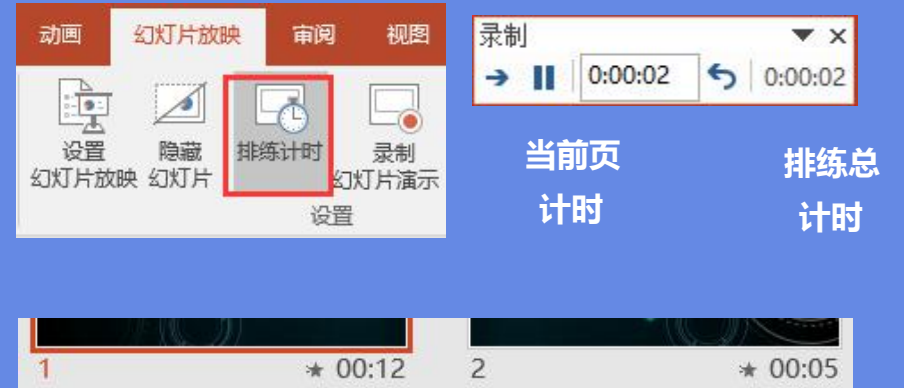 动画 幻灯片放映 审阅 视图
设置
幻灯片放映
隐藏
幻灯片
排练计时
录制
幻灯片演示
设置
录制
0:00:02 0:00:02
当前页
计时
排练总
计时
1 00:12 2 00:05